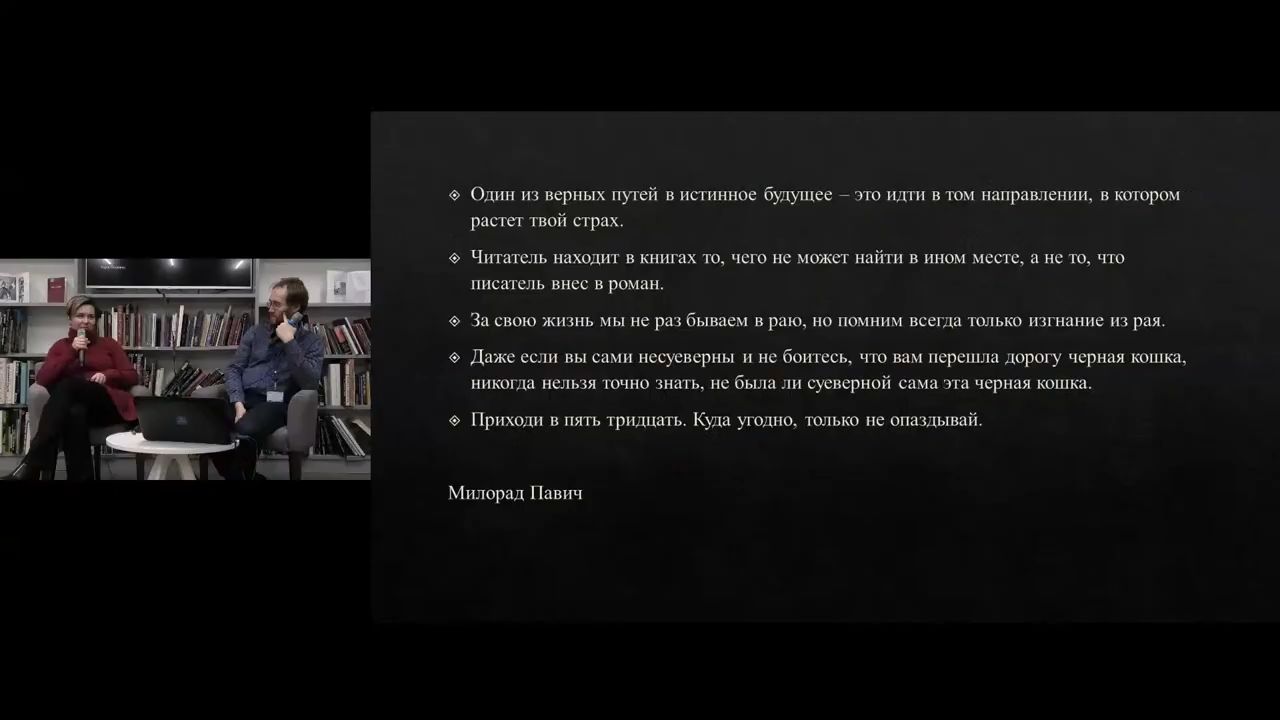 Один из верных путей в истинное будущее – это идти в том направлении, в котором
растет твой страх.
Читатель находит в книгах то, чего не может найти в ином месте, а не то, что
писатель внес в роман.
За свою жизнь мы не раз бываем в раю, но помним всегда только изгнание из рая.
Даже если вы сами несуеверны и не боитесь, что вам перешла дорогу черная кошка,
никогда нельзя точно знать, не была ли суеверной сама эта черная кошка.
Приходи в пять тридцать. Куда угодно, только не опаздывай.
Милорад Павич